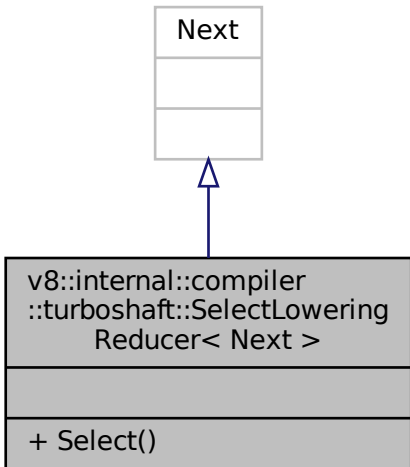 Next
v8::internal::compiler
::turboshaft::SelectLowering
Reducer< Next >
+ Select()